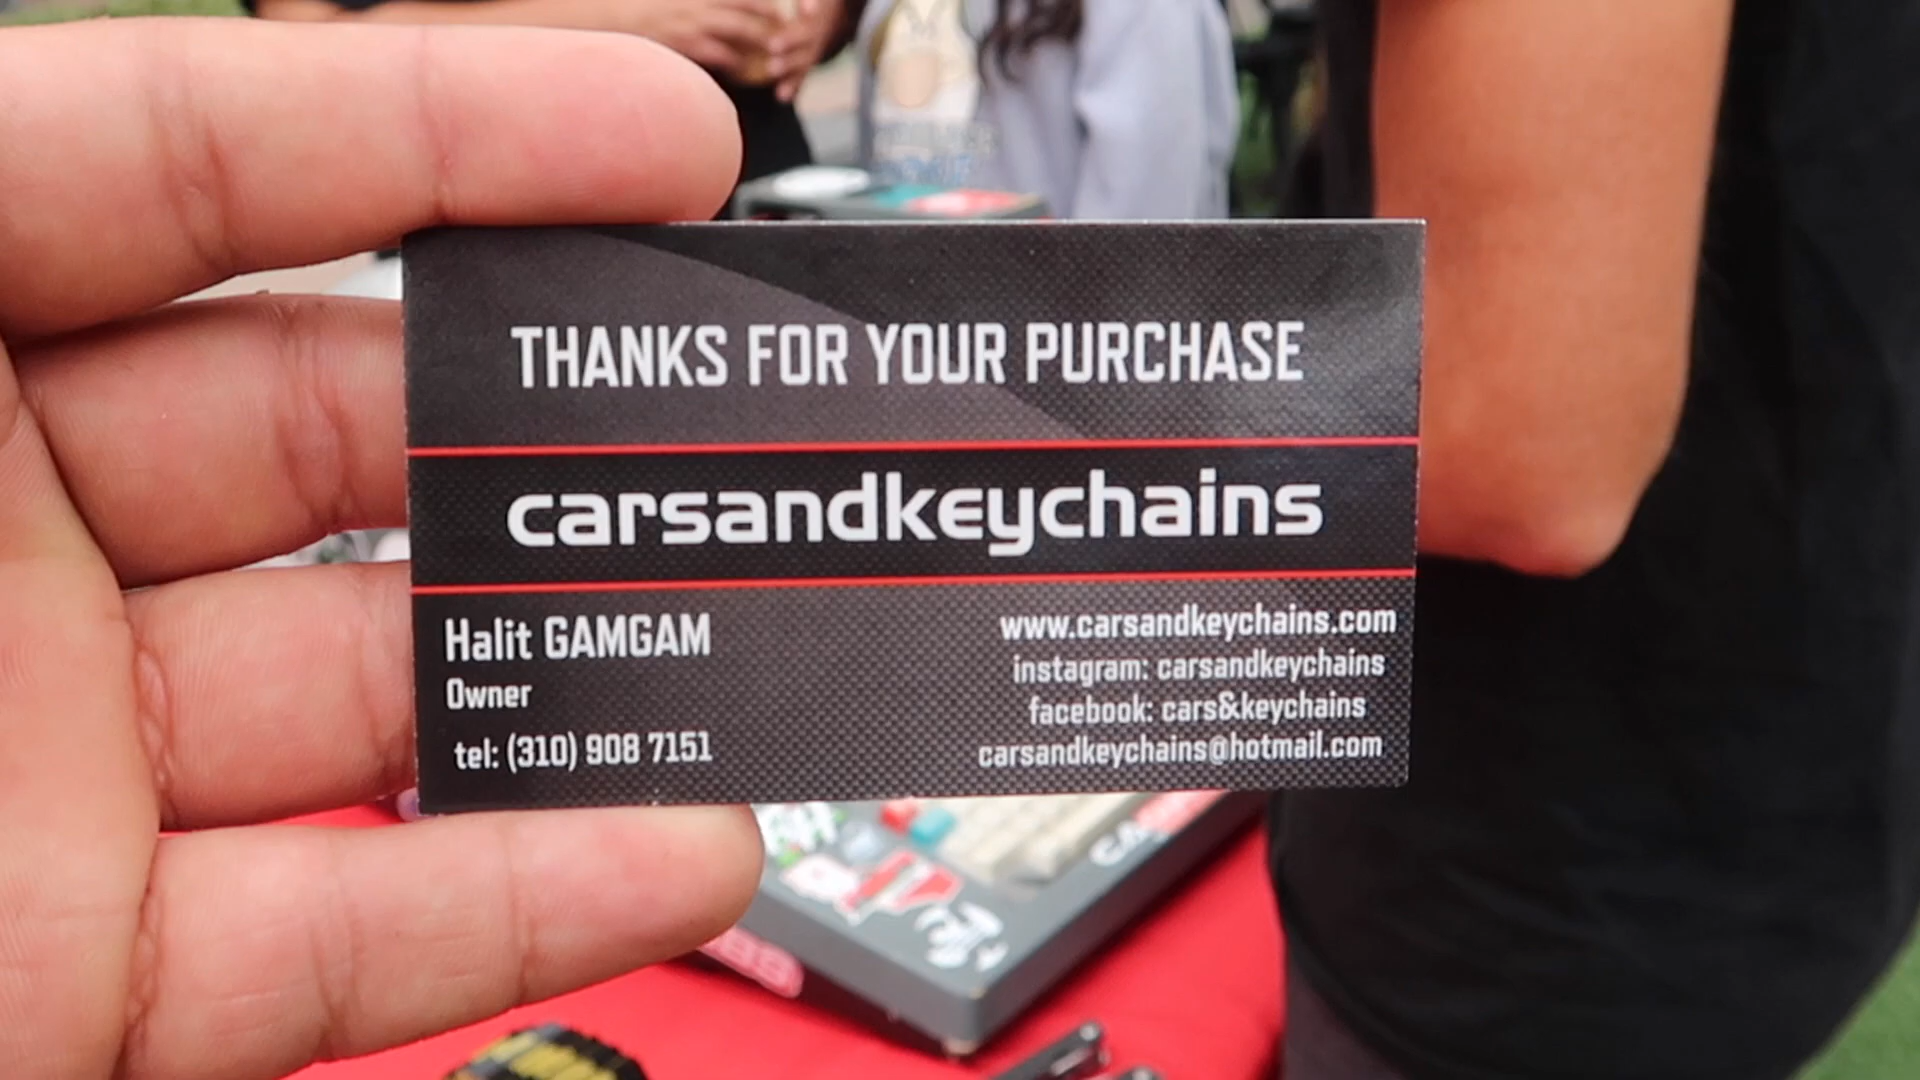 THANKS FOR YOUR PURCHASE
carsandkeychains
Halit GAMGAM
Owner
tel: (310) 908 7151
www.carsandkeychains.com
instagram: carsandkeychains
facebook: cars&keychains
carsandkeychains@hotmail.com